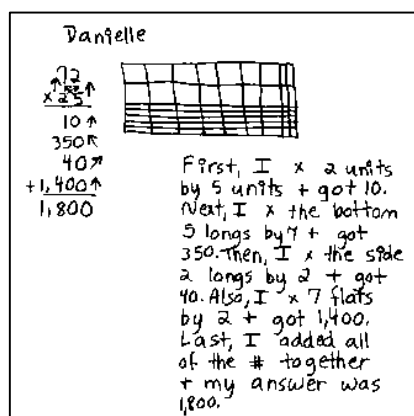 Danielle
72
x 25
10
350
40
+1,400
1,800
First, I x 2 units
by 5 units + got 10.
Next, I x the bottom
5 longs by 7 + got
350. Then, I x the side
2 longs by 2 + got
40. Also, I x 7 flats
by 2 + got 1,400.
Last, I added all
of the # together
+ my answer was
1,800.